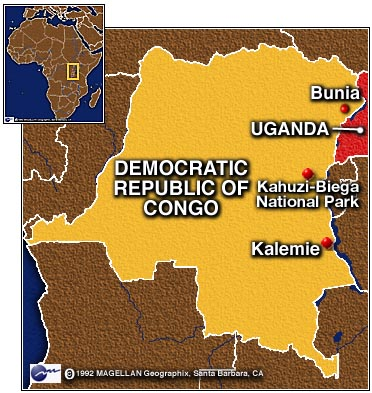 Bunia
UGANDA
DEMOCRATIC
REPUBLIC OF
CONGO
Kahuzi-Biega
National Park
Kalemie
1992 MAGELLAN Geographix, Santa Barbara, CA